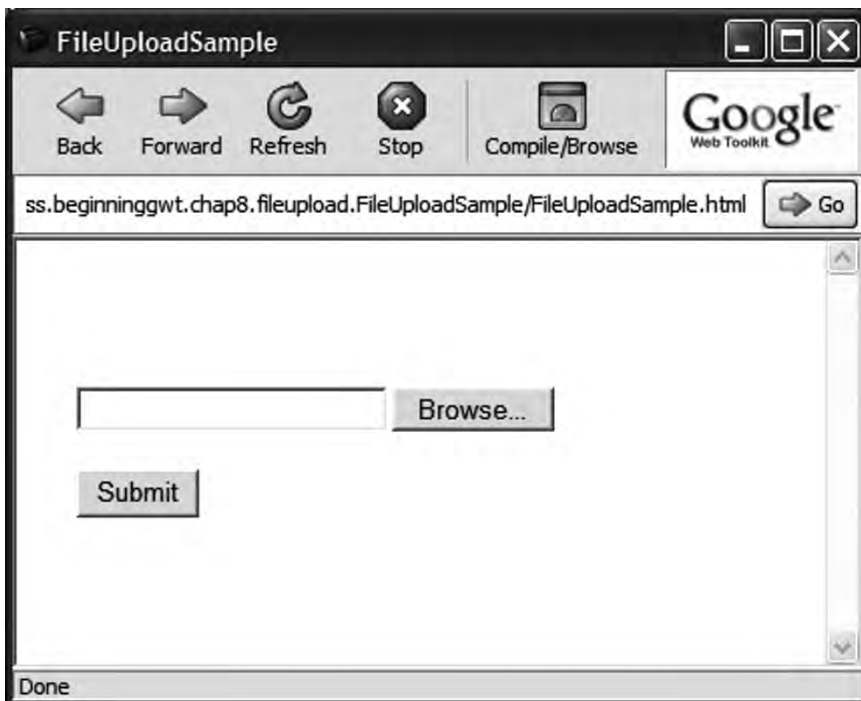 FileUploadSample
Back Forward Refresh Stop Compile/Browse
Google
Web Toolkit
ss.beginninggwt.chap8.fileupload.FileUploadSample/FileUploadSample.html Go
Browse...
Submit
Done